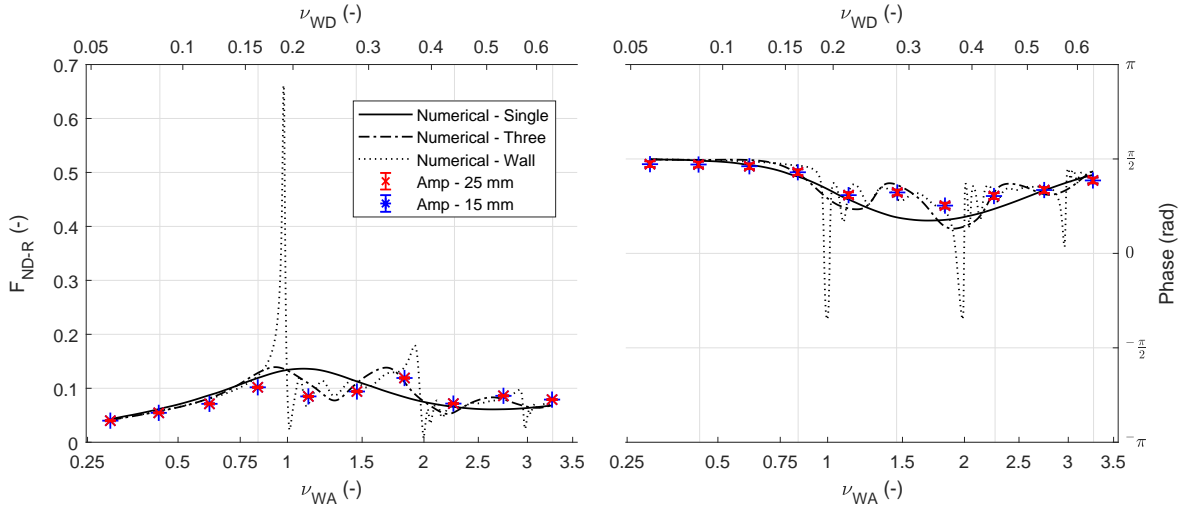 ν_WD (-)
0.05 0.1 0.15 0.2 0.3 0.4 0.5 0.6
0.7
0.6
0.5
0.4
0.3
0.2
0.1
0
F_ND-R (-)
Numerical - Single
Numerical - Three
Numerical - Wall
Amp - 25 mm
Amp - 15 mm
0.25 0.5 0.75 1 1.5 2 2.5 3 3.5
ν_WA (-)
ν_WD (-)
0.05 0.1 0.15 0.2 0.3 0.4 0.5 0.6
π
π/2
0
-π/2
-π
Phase (rad)
0.25 0.5 0.75 1 1.5 2 2.5 3 3.5
ν_WA (-)